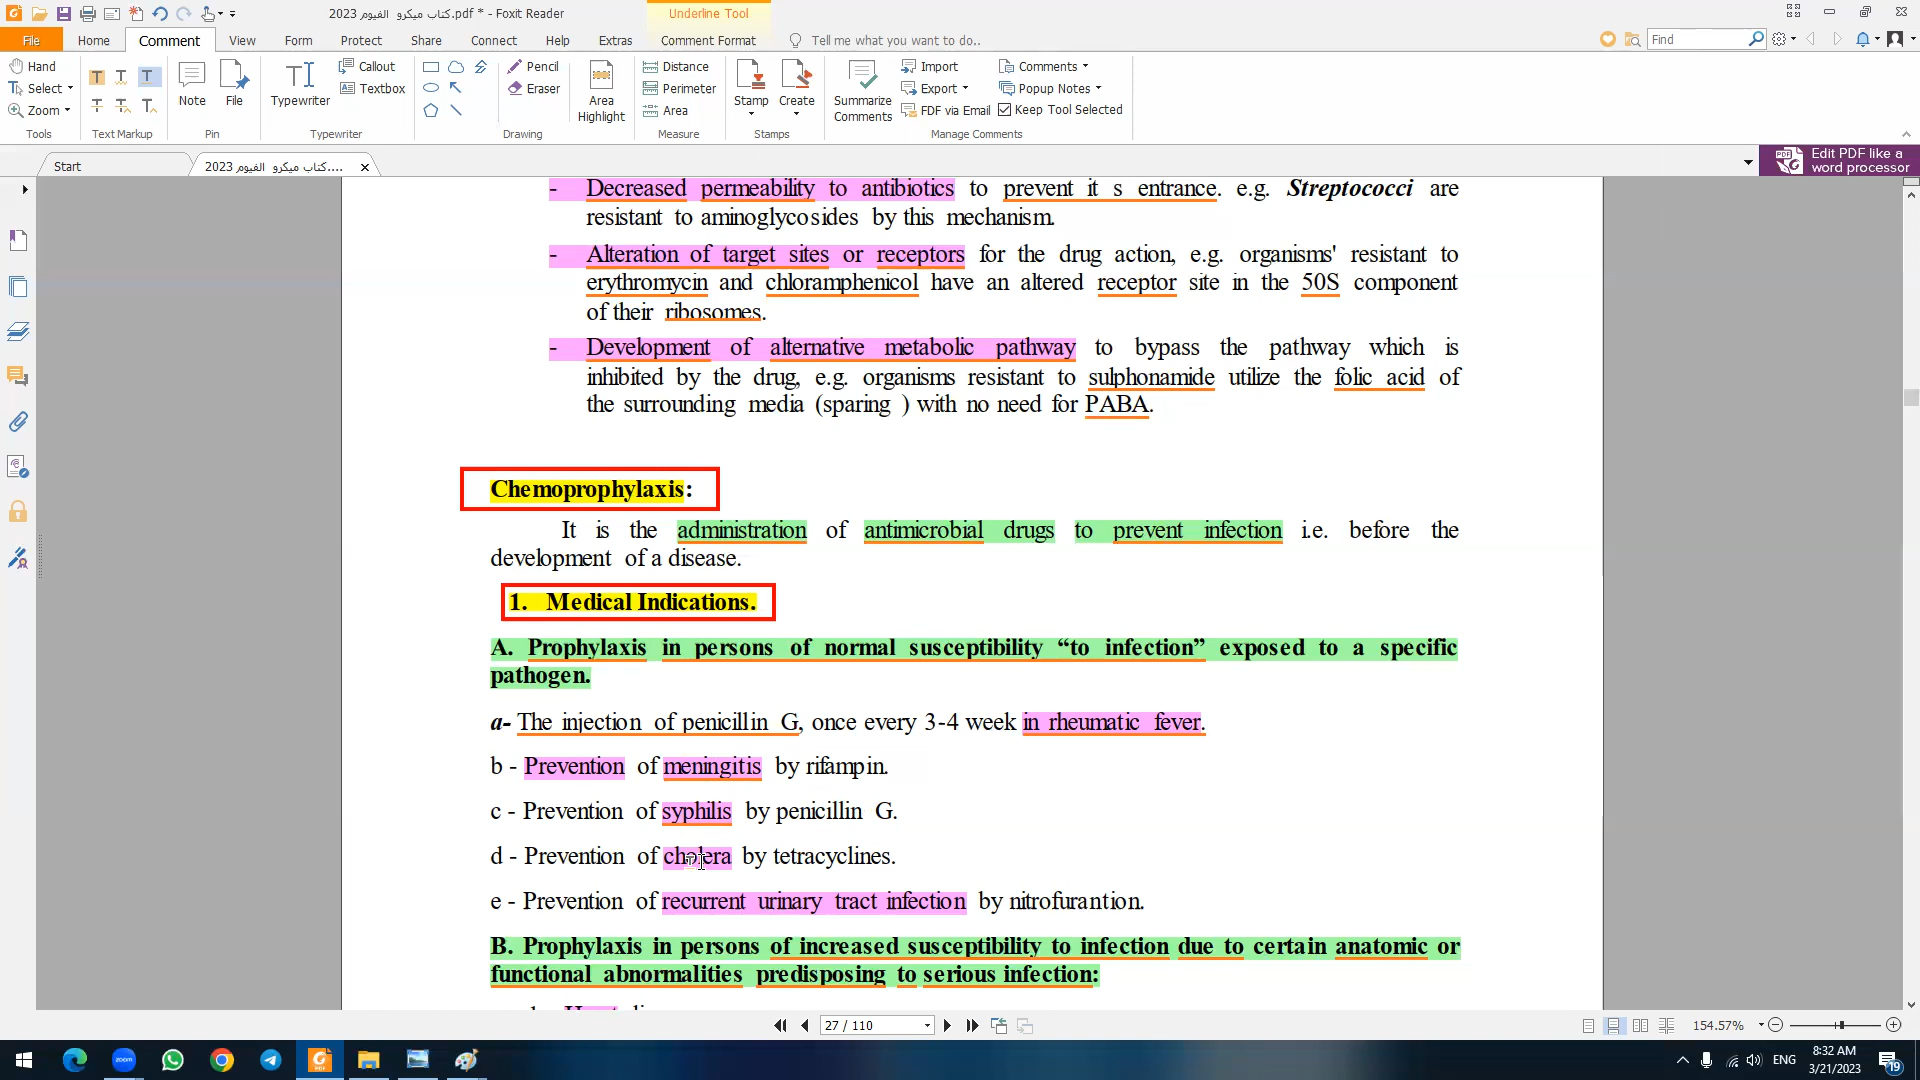 كتاب ميكرو الفيوم 2023.pdf * - Foxit Reader
Underline Tool
File Home Comment View Form Protect Share Connect Help Extras Comment Format Tell me what you want to do.. Find
Hand
Select
Zoom
Tools
Text Markup
Note File
Pin
Typewriter
Callout
Textbox
Typewriter
Pencil
Eraser
Area Highlight
Drawing
Distance
Perimeter
Area
Measure
Stamp Create
Stamps
Summarize Comments
Import
Export
FDF via Email
Comments
Popup Notes
Keep Tool Selected
Manage Comments
Start
كتاب ميكرو الفيوم 2023....
Edit PDF like a
word processor
- Decreased permeability to antibiotics to prevent it s entrance. e.g. Streptococci are
resistant to aminoglycosides by this mechanism.
- Alteration of target sites or receptors for the drug action, e.g. organisms' resistant to
erythromycin and chloramphenicol have an altered receptor site in the 50S component
of their ribosomes.
- Development of alternative metabolic pathway to bypass the pathway which is
inhibited by the drug, e.g. organisms resistant to sulphonamide utilize the folic acid of
the surrounding media (sparing ) with no need for PABA.
Chemoprophylaxis:
It is the administration of antimicrobial drugs to prevent infection i.e. before the
development of a disease.
1. Medical Indications.
A. Prophylaxis in persons of normal susceptibility “to infection” exposed to a specific
pathogen.
a- The injection of penicillin G, once every 3-4 week in rheumatic fever.
b - Prevention of meningitis by rifampin.
c - Prevention of syphilis by penicillin G.
d - Prevention of cholera by tetracyclines.
e - Prevention of recurrent urinary tract infection by nitrofurantion.
B. Prophylaxis in persons of increased susceptibility to infection due to certain anatomic or
functional abnormalities predisposing to serious infection:
27 / 110
154.57%
zoom
ENG
8:32 AM
3/21/2023
19